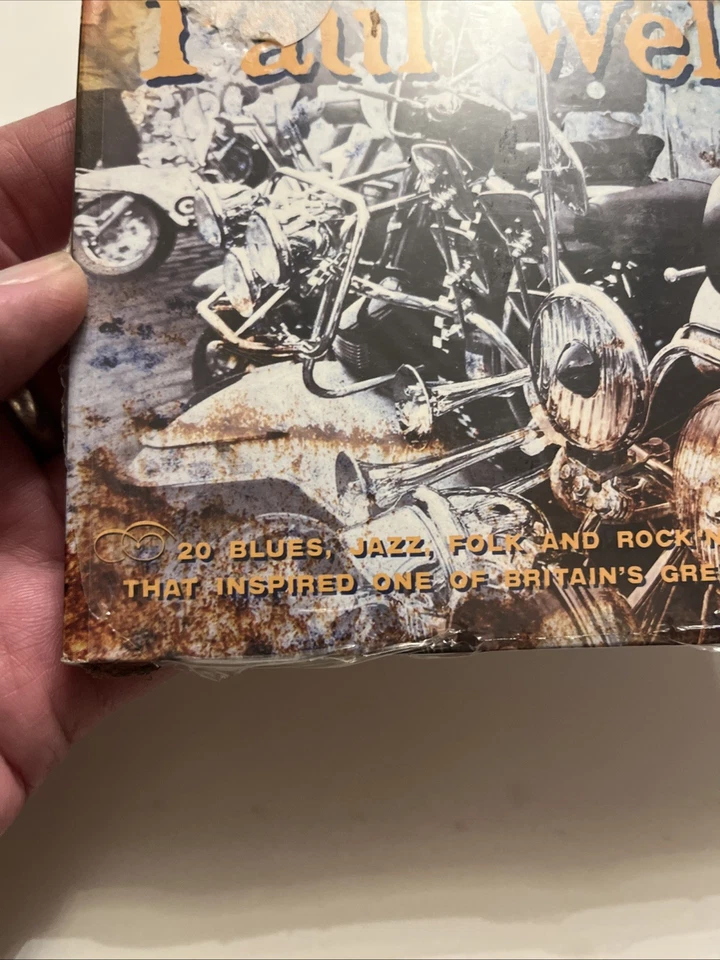 Paul Wel
20 BLUES, JAZZ, FOLK AND ROCK'N
THAT INSPIRED ONE OF BRITAIN'S GRE